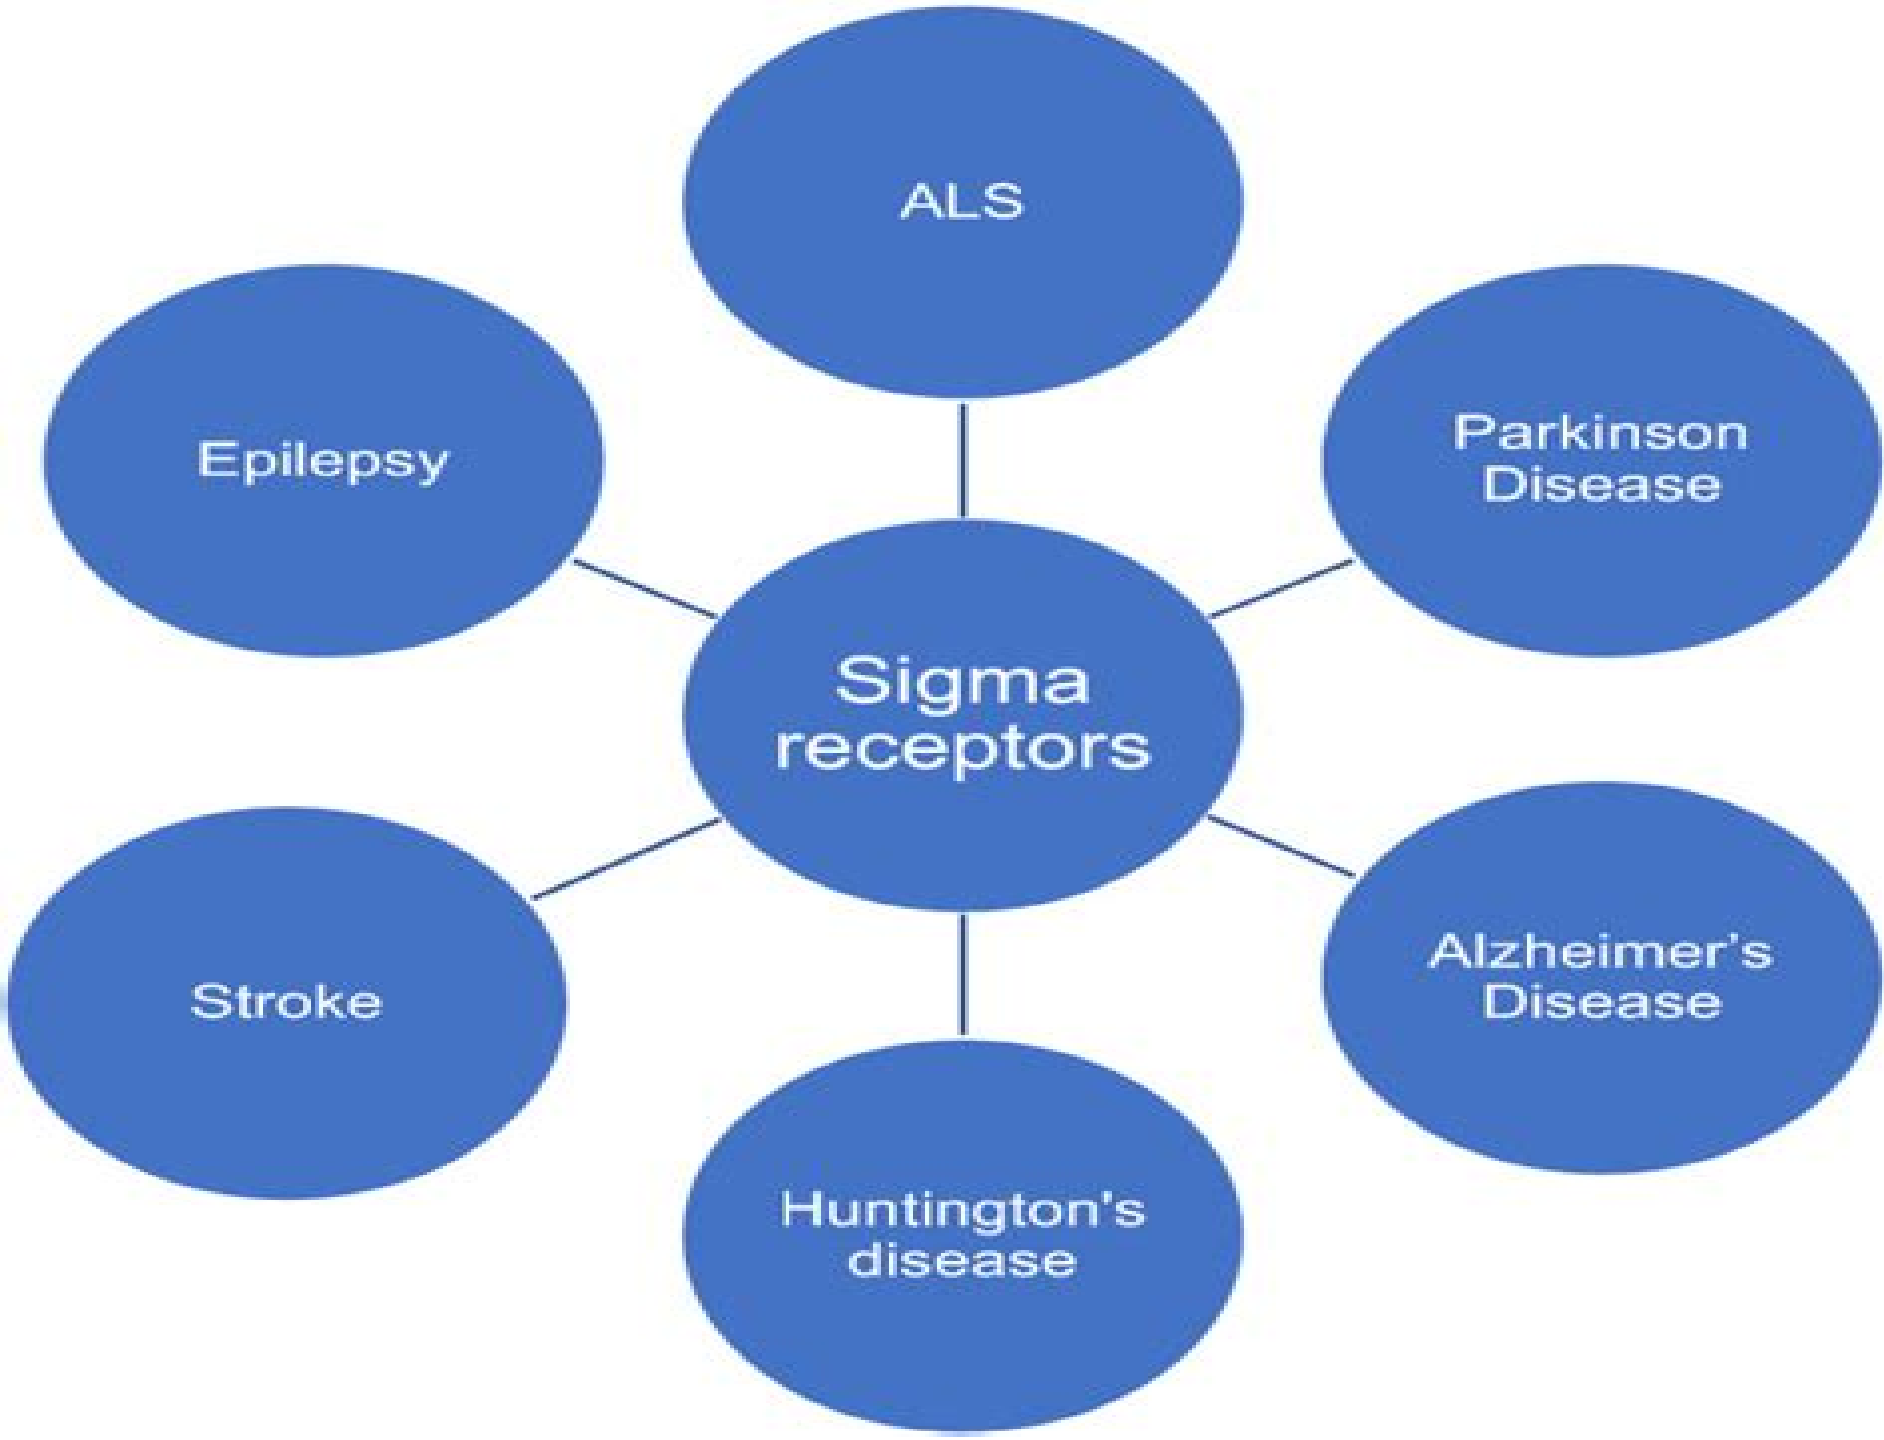 ALS
Epilepsy
Parkinson
Disease
Sigma
receptors
Stroke
Alzheimer’s
Disease
Huntington's
disease